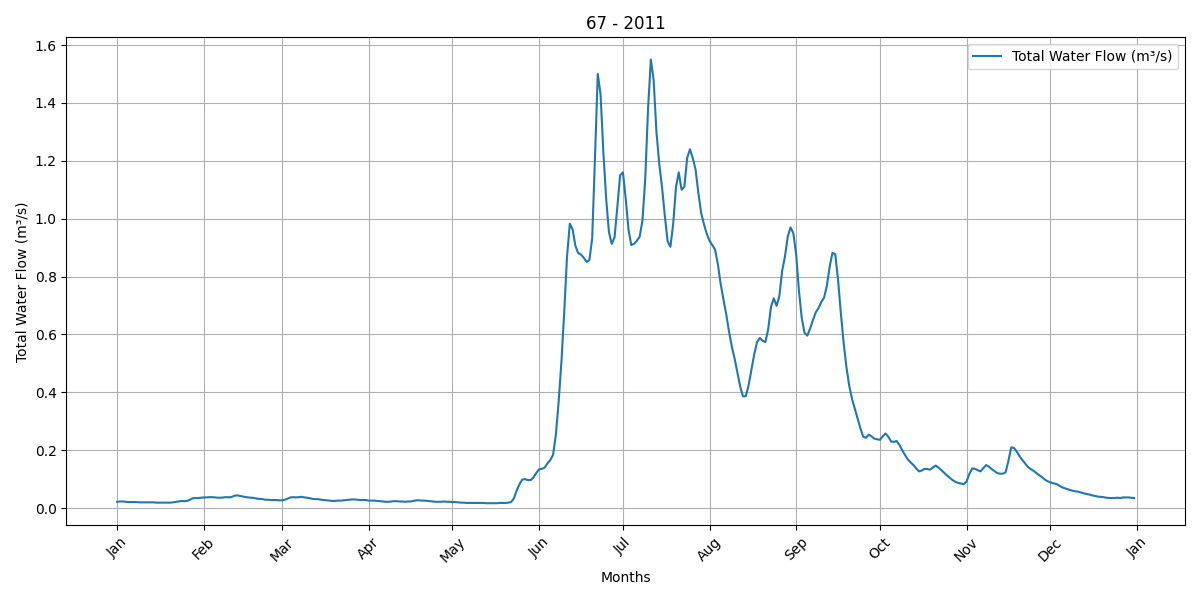 67 - 2011
Total Water Flow (m³/s)
1.6
1.4
1.2
1.0
0.8
0.6
0.4
0.2
0.0
Total Water Flow (m³/s)
Jan Feb Mar Apr May Jun Jul Aug Sep Oct Nov Dec Jan
Months